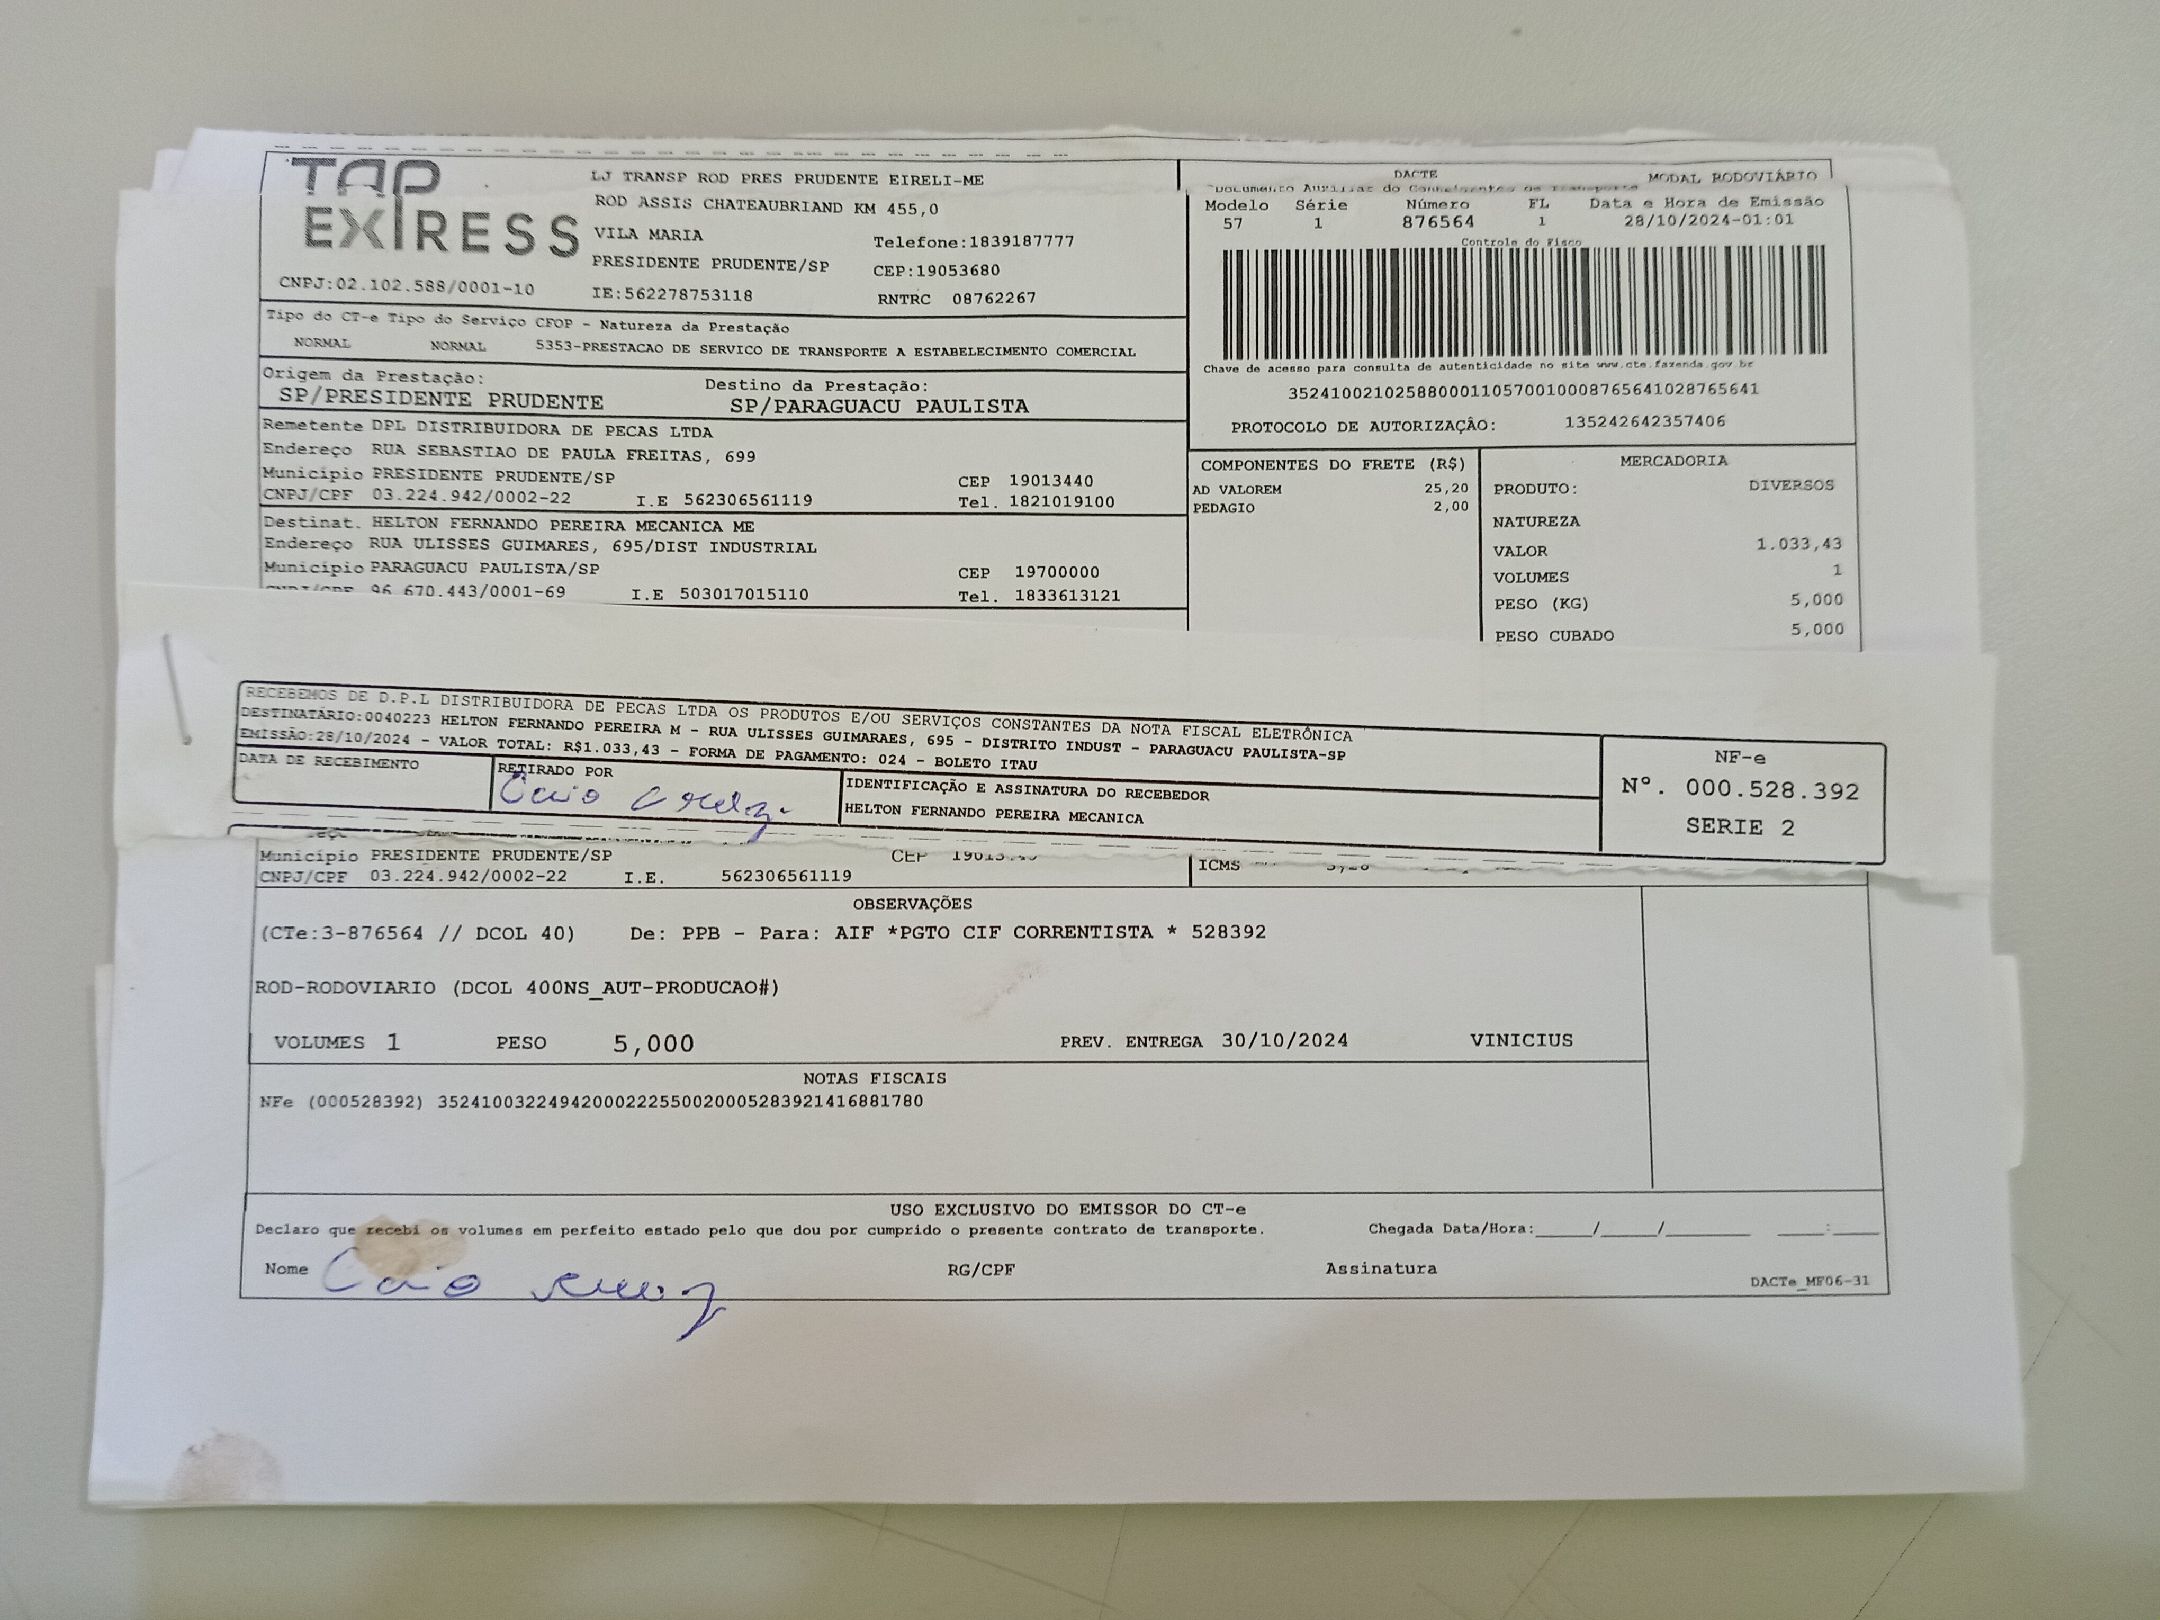 TAP
EXPRESS
LJ TRANSP ROD PRES PRUDENTE EIRELI-ME
ROD ASSIS CHATEAUBRIAND KM 455,0
VILA MARIA Telefone:1839187777
PRESIDENTE PRUDENTE/SP CEP:19053680
CNPJ:02.102.588/0001-10 IE:562278753118 RNTRC 08762267
DACTE MODAL RODOVIÁRIO
Documento Auxiliar do Conhecimento de Transporte
Modelo Série Número FL Data e Hora de Emissão
57 1 876564 1 28/10/2024-01:01
Controle do Fisco
Chave de acesso para consulta de autenticidade no site www.cte.fazenda.gov.br
35241002102588000110570010008765641028765641
PROTOCOLO DE AUTORIZAÇÂO: 135242642357406
Tipo do CT-e Tipo do Serviço CFOP - Natureza da Prestação
NORMAL NORMAL 5353-PRESTACAO DE SERVICO DE TRANSPORTE A ESTABELECIMENTO COMERCIAL
Origem da Prestação: Destino da Prestação:
SP/PRESIDENTE PRUDENTE SP/PARAGUACU PAULISTA
Remetente DPL DISTRIBUIDORA DE PECAS LTDA
Endereço RUA SEBASTIAO DE PAULA FREITAS, 699
Municipio PRESIDENTE PRUDENTE/SP CEP 19013440
CNPJ/CPF 03.224.942/0002-22 I.E 562306561119 Tel. 1821019100
Destinat. HELTON FERNANDO PEREIRA MECANICA ME
Endereço RUA ULISSES GUIMARES, 695/DIST INDUSTRIAL
Municipio PARAGUACU PAULISTA/SP CEP 19700000
CNPJ/CPF 96.670.443/0001-69 I.E 503017015110 Tel. 1833613121
COMPONENTES DO FRETE (R$)
AD VALOREM 25,20
PEDAGIO 2,00
MERCADORIA
PRODUTO: DIVERSOS
NATUREZA
VALOR 1.033,43
VOLUMES 1
PESO (KG) 5,000
PESO CUBADO 5,000
RECEBEMOS DE D.P.L DISTRIBUIDORA DE PECAS LTDA OS PRODUTOS E/OU SERVIÇOS CONSTANTES DA NOTA FISCAL ELETRÔNICA
DESTINATÁRIO:0040223 HELTON FERNANDO PEREIRA M - RUA ULISSES GUIMARAES, 695 - DISTRITO INDUST - PARAGUACU PAULISTA-SP
EMISSÃO:28/10/2024 - VALOR TOTAL: R$1.033,43 - FORMA DE PAGAMENTO: 024 - BOLETO ITAU
DATA DE RECEBIMENTO
RETIRADO POR
Caio
IDENTIFICAÇÃO E ASSINATURA DO RECEBEDOR
HELTON FERNANDO PEREIRA MECANICA
NF-e
Nº. 000.528.392
SERIE 2
Municipio PRESIDENTE PRUDENTE/SP CEP
CNPJ/CPF 03.224.942/0002-22 I.E. 562306561119
ICMS
OBSERVAÇÕES
(CTe:3-876564 // DCOL 40) De: PPB - Para: AIF *PGTO CIF CORRENTISTA * 528392
ROD-RODOVIARIO (DCOL 400NS_AUT-PRODUCAO#)
VOLUMES 1 PESO 5,000 PREV. ENTREGA 30/10/2024 VINICIUS
NOTAS FISCAIS
NFe (000528392) 35241003224942000222550020005283921416881780
USO EXCLUSIVO DO EMISSOR DO CT-e
Declaro que recebi os volumes em perfeito estado pelo que dou por cumprido o presente contrato de transporte. Chegada Data/Hora:_____/_____/________ ____:____
Nome Caio RG/CPF Assinatura
DACTe_MF06-31